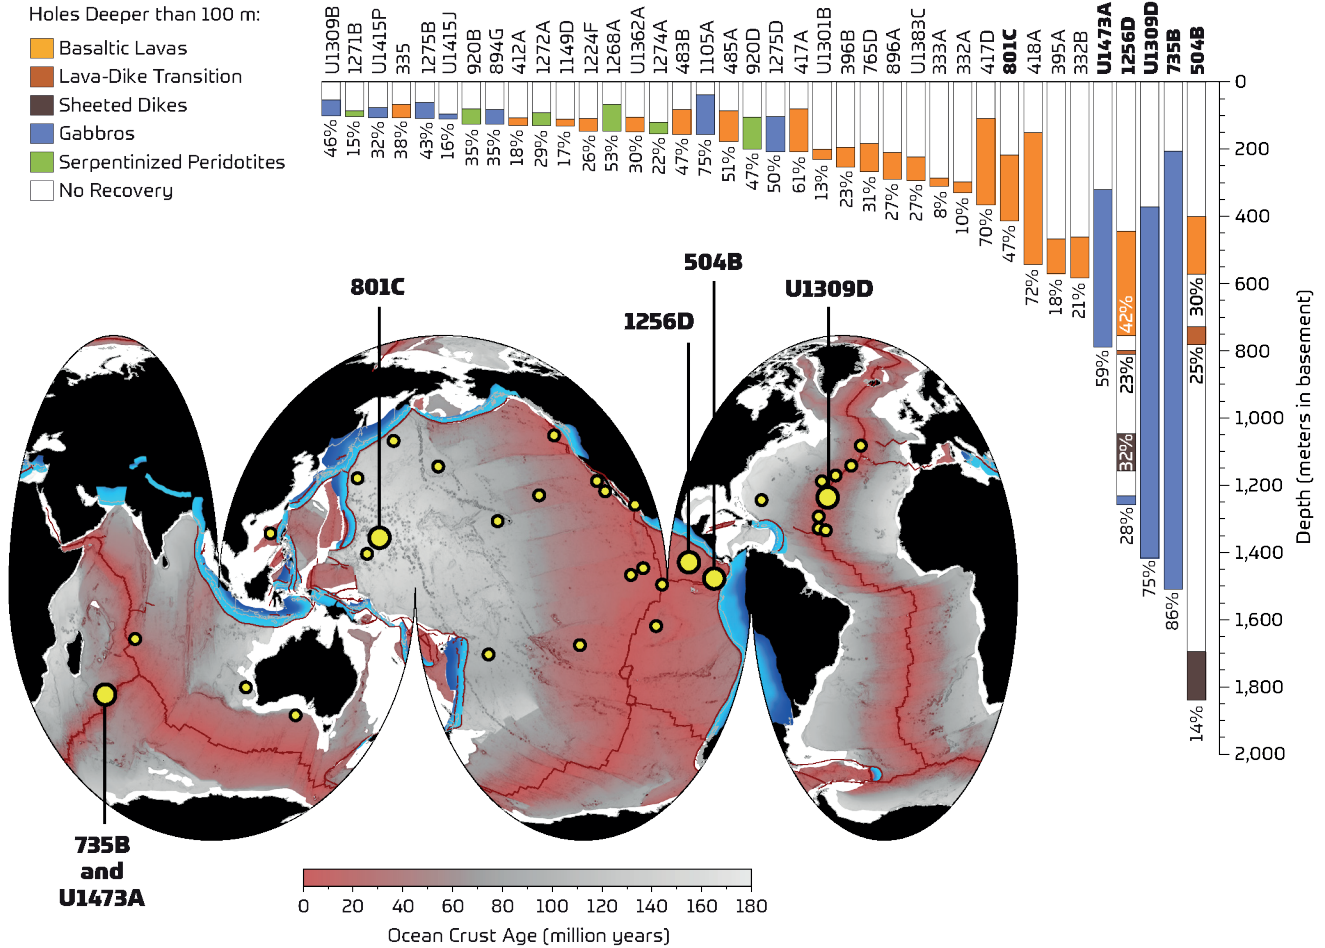 Holes Deeper than 100 m:
Basaltic Lavas
Lava-Dike Transition
Sheeted Dikes
Gabbros
Serpentinized Peridotites
No Recovery
U1309B
1271B
U1415P
335
1275B
U1415J
920B
894G
412A
1272A
1149D
1224F
1268A
U1362A
1274A
483B
1105A
485A
920D
1275D
417A
U1301B
396B
765D
896A
U1383C
333A
332A
417D
801C
418A
395A
332B
U1473A
1256D
U1309D
735B
504B
46%
15%
32%
38%
43%
16%
35%
35%
18%
29%
17%
26%
53%
30%
22%
47%
75%
51%
47%
50%
61%
13%
23%
31%
27%
27%
8%
10%
70%
47%
72%
18%
21%
59%
42%
23%
32%
28%
75%
86%
30%
25%
14%
0
200
400
600
800
1,000
1,200
1,400
1,600
1,800
2,000
Depth (meters in basement)
801C
504B
1256D
U1309D
735B
and
U1473A
0 20 40 60 80 100 120 140 160 180
Ocean Crust Age (million years)